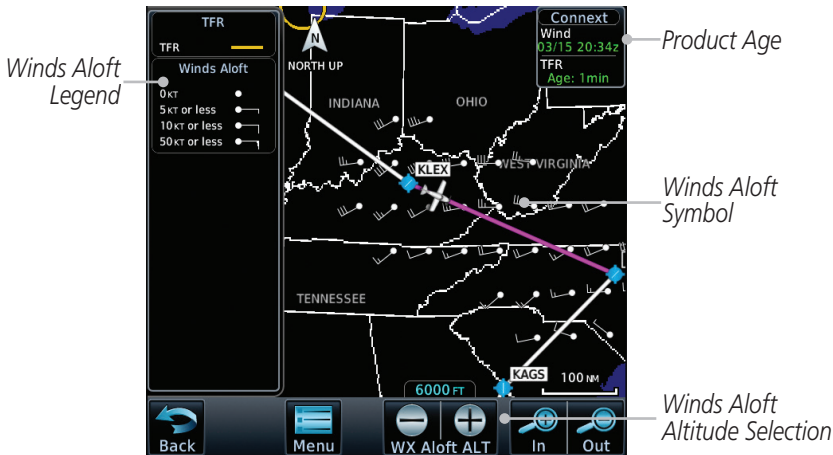 TFR
TFR
Winds Aloft
0KT
5KT or less
10KT or less
50KT or less
Winds Aloft
Legend
N
NORTH UP
INDIANA
OHIO
WEST VIRGINIA
KLEX
TENNESSEE
KAGS
100 NM
6000 FT
Connext
Wind
03/15 20:34z
TFR
Age: 1min
Product Age
Winds Aloft
Symbol
Back
Menu
WX Aloft ALT
In
Out
Winds Aloft
Altitude Selection